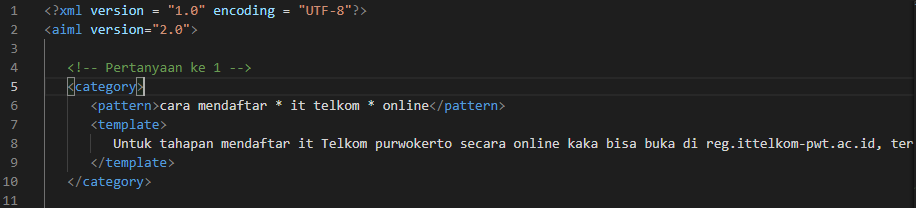 1 <?xml version = "1.0" encoding = "UTF-8"?>
2 <aiml version="2.0">
3
4 <!-- Pertanyaan ke 1 -->
5 <category>
6 <pattern>cara mendaftar * it telkom * online</pattern>
7 <template>
8 Untuk tahapan mendaftar it Telkom purwokerto secara online kaka bisa buka di reg.ittelkom-pwt.ac.id, ter
9 </template>
10 </category>
11